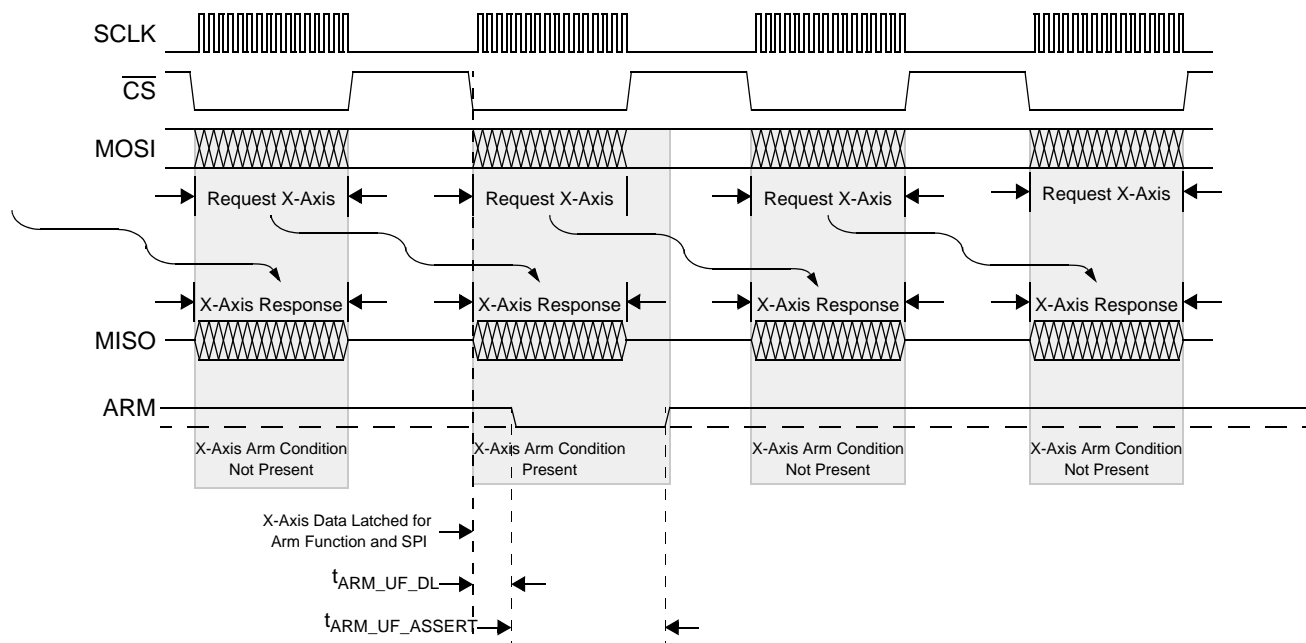 SCLK
CS
MOSI
Request X-Axis
Request X-Axis
Request X-Axis
Request X-Axis
X-Axis Response
X-Axis Response
X-Axis Response
X-Axis Response
MISO
ARM
X-Axis Arm Condition
Not Present
X-Axis Arm Condition
Present
X-Axis Arm Condition
Not Present
X-Axis Arm Condition
Not Present
X-Axis Data Latched for
Arm Function and SPI
tARM_UF_DL
tARM_UF_ASSERT